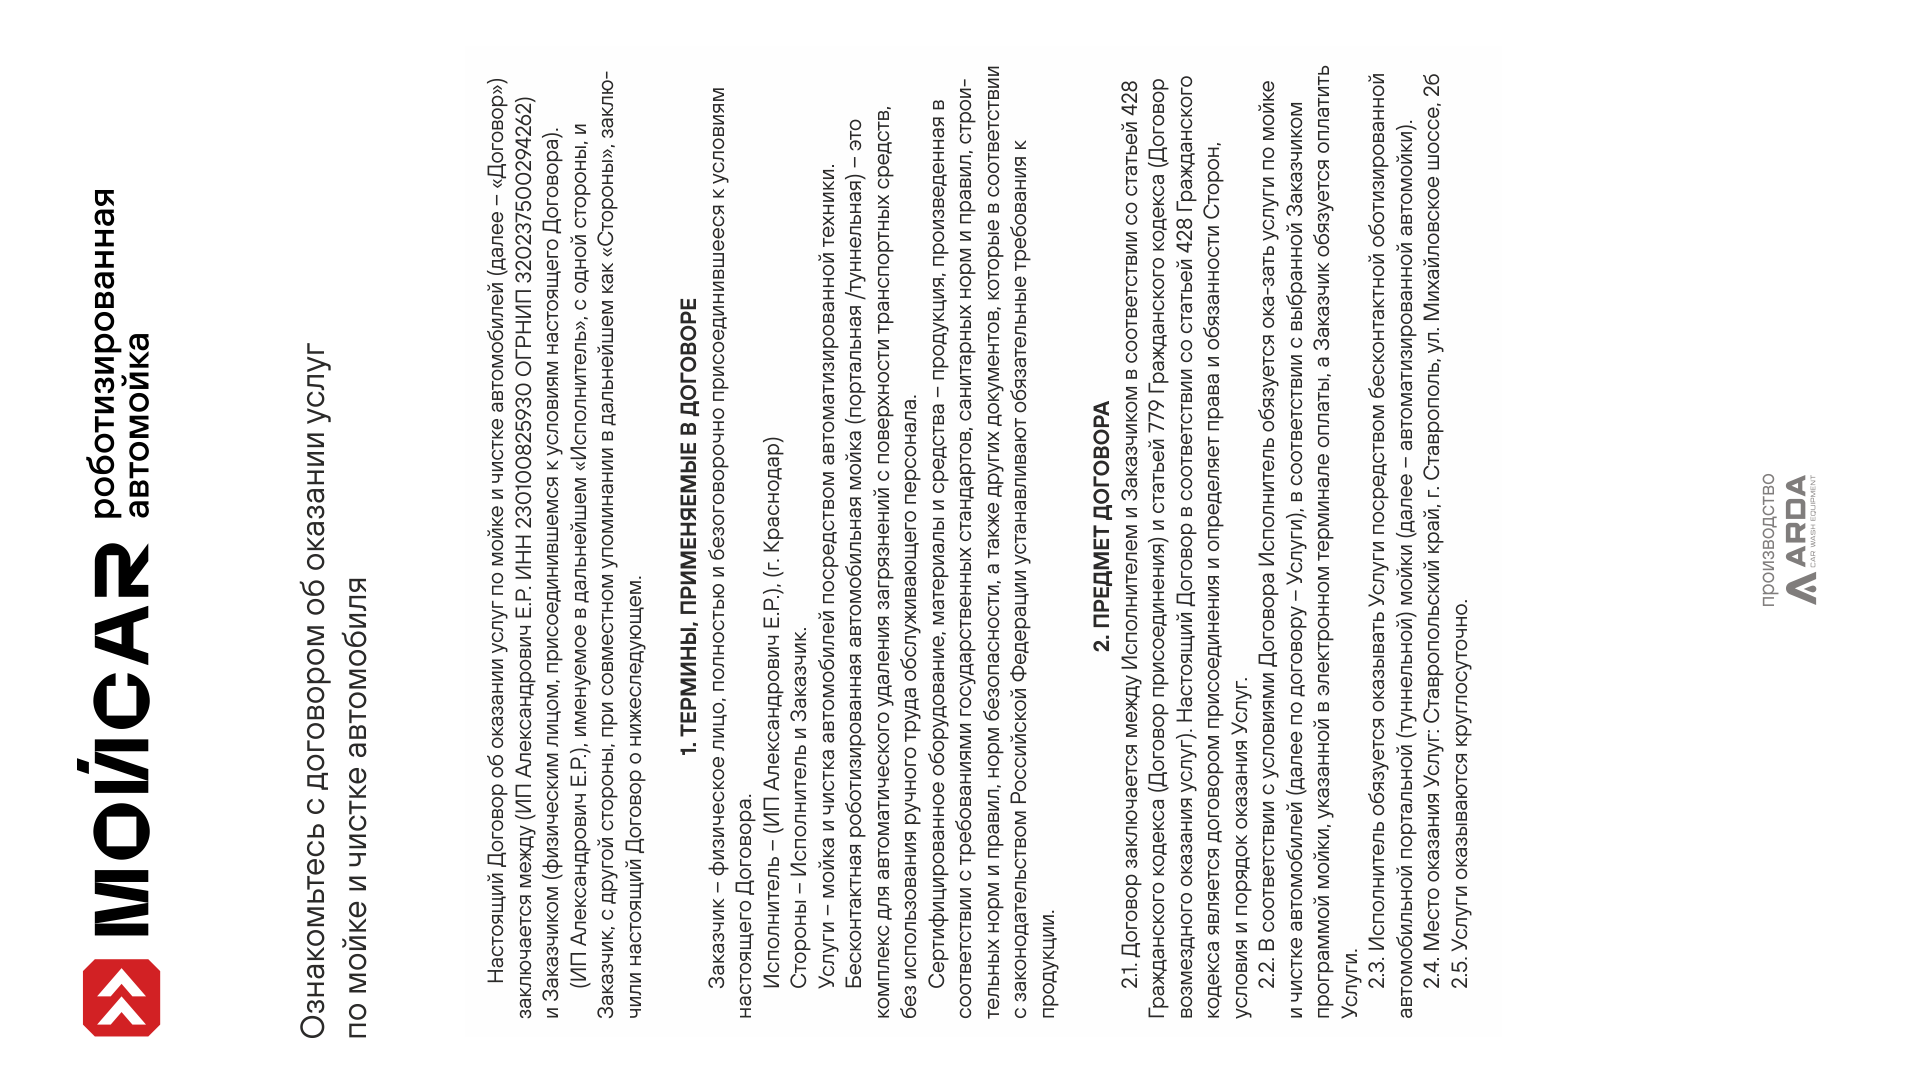 МОЙCAR роботизированная
автомойка
Ознакомьтесь с договором об оказании услуг
по мойке и чистке автомобиля
Настоящий Договор об оказании услуг по мойке и чистке автомобилей (далее – «Договор»)
заключается между (ИП Александрович Е.Р. ИНН 230100825930 ОГРНИП 320237500294262)
и Заказчиком (физическим лицом, присоединившемся к условиям настоящего Договора).
(ИП Александрович Е.Р.), именуемое в дальнейшем «Исполнитель», с одной стороны, и
Заказчик, с другой стороны, при совместном упоминании в дальнейшем как «Стороны», заклю-
чили настоящий Договор о нижеследующем.
1. ТЕРМИНЫ, ПРИМЕНЯЕМЫЕ В ДОГОВОРЕ
Заказчик – физическое лицо, полностью и безоговорочно присоединившееся к условиям
настоящего Договора.
Исполнитель – (ИП Александрович Е.Р.), (г. Краснодар)
Стороны – Исполнитель и Заказчик.
Услуги – мойка и чистка автомобилей посредством автоматизированной техники.
Бесконтактная роботизированная автомобильная мойка (портальная /туннельная) – это
комплекс для автоматического удаления загрязнений с поверхности транспортных средств,
без использования ручного труда обслуживающего персонала.
Сертифицированное оборудование, материалы и средства – продукция, произведенная в
соответствии с требованиями государственных стандартов, санитарных норм и правил, строи-
тельных норм и правил, норм безопасности, а также других документов, которые в соответствии
с законодательством Российской Федерации устанавливают обязательные требования к
продукции.
2. ПРЕДМЕТ ДОГОВОРА
2.1. Договор заключается между Исполнителем и Заказчиком в соответствии со статьей 428
Гражданского кодекса (Договор присоединения) и статьей 779 Гражданского кодекса (Договор
возмездного оказания услуг). Настоящий Договор в соответствии со статьей 428 Гражданского
кодекса является договором присоединения и определяет права и обязанности Сторон,
условия и порядок оказания Услуг.
2.2. В соответствии с условиями Договора Исполнитель обязуется ока-зать услуги по мойке
и чистке автомобилей (далее по договору – Услуги), в соответствии с выбранной Заказчиком
программой мойки, указанной в электронном терминале оплаты, а Заказчик обязуется оплатить
Услуги.
2.3. Исполнитель обязуется оказывать Услуги посредством бесконтактной оботизированной
автомобильной портальной (туннельной) мойки (далее – автоматизированной автомойки).
2.4. Место оказания Услуг: Ставропольский край, г. Ставрополь, ул. Михайловское шоссе, 2б
2.5. Услуги оказываются круглосуточно.
производство
ARDA
CAR WASH EQUIPMENT